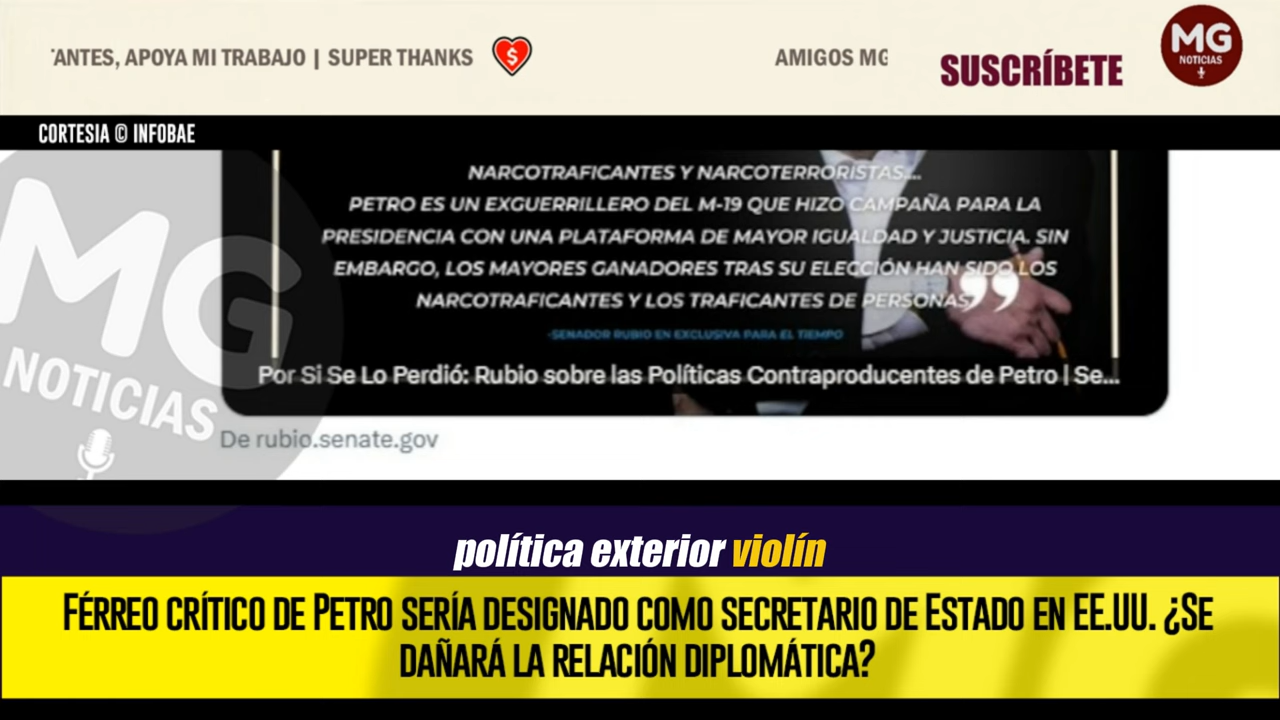 'ANTES, APOYA MI TRABAJO | SUPER THANKS
$
AMIGOS MG
SUSCRÍBETE
MG
NOTICIAS
CORTESIA © INFOBAE
MG
NOTICIAS
NARCOTRAFICANTES Y NARCOTERRORISTAS....
PETRO ES UN EXGUERRILLERO DEL M-19 QUE HIZO CAMPAÑA PARA LA
PRESIDENCIA CON UNA PLATAFORMA DE MAYOR IGUALDAD Y JUSTICIA. SIN
EMBARGO, LOS MAYORES GANADORES TRAS SU ELECCIÓN HAN SIDO LOS
NARCOTRAFICANTES Y LOS TRAFICANTES DE PERSONAS”
-SENADOR RUBIO EN EXCLUSIVA PARA EL TIEMPO
Por Si Se Lo Perdió: Rubio sobre las Políticas Contraproducentes de Petro | Se...
De rubio.senate.gov
política exterior violín
FÉRREO CRÍTICO DE PETRO SERÍA DESIGNADO COMO SECRETARIO DE ESTADO EN EE.UU. ¿SE
DAÑARÁ LA RELACIÓN DIPLOMÁTICA?